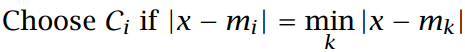 Choose C_i if |x − m_i| = min_k |x − m_k|